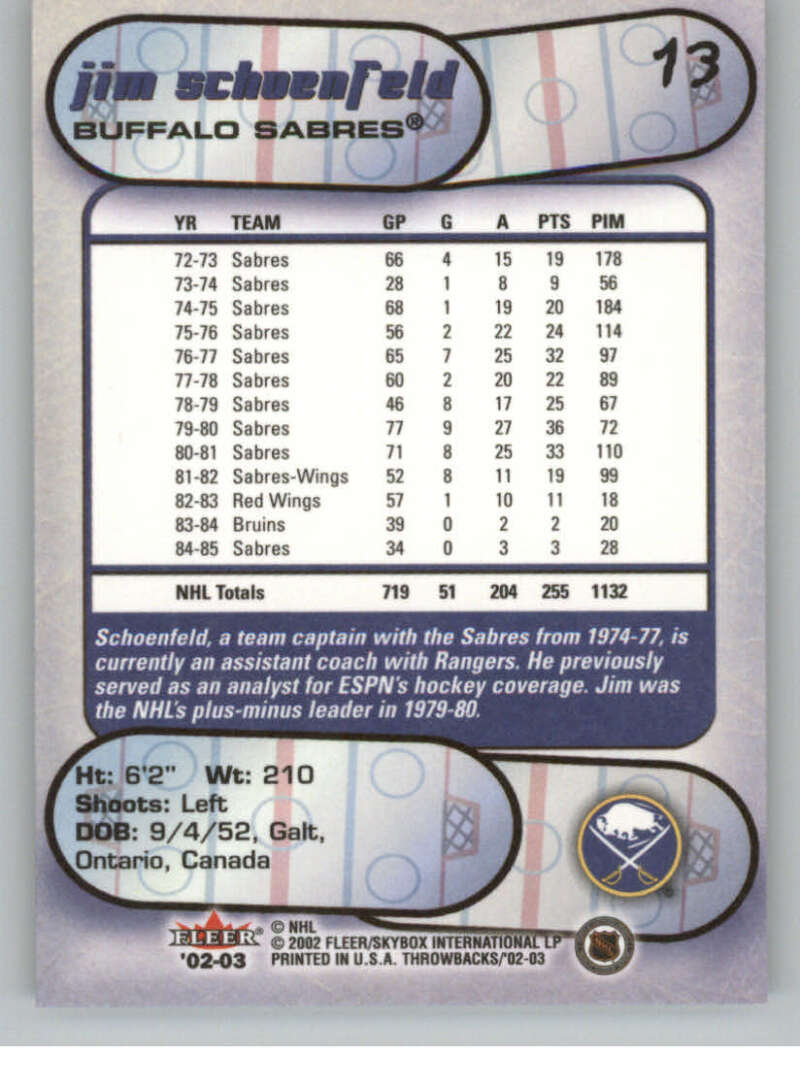 jim schoenfeld
BUFFALO SABRES®
13
YR TEAM GP G A PTS PIM
72-73 Sabres 66 4 15 19 178
73-74 Sabres 28 1 8 9 56
74-75 Sabres 68 1 19 20 184
75-76 Sabres 56 2 22 24 114
76-77 Sabres 65 7 25 32 97
77-78 Sabres 60 2 20 22 89
78-79 Sabres 46 8 17 25 67
79-80 Sabres 77 9 27 36 72
80-81 Sabres 71 8 25 33 110
81-82 Sabres-Wings 52 8 11 19 99
82-83 Red Wings 57 1 10 11 18
83-84 Bruins 39 0 2 2 20
84-85 Sabres 34 0 3 3 28
NHL Totals 719 51 204 255 1132
Schoenfeld, a team captain with the Sabres from 1974-77, is
currently an assistant coach with Rangers. He previously
served as an analyst for ESPN's hockey coverage. Jim was
the NHL's plus-minus leader in 1979-80.
Ht: 6'2" Wt: 210
Shoots: Left
DOB: 9/4/52, Galt,
Ontario, Canada
FLEER®
'02-03
© NHL
© 2002 FLEER/SKYBOX INTERNATIONAL LP
PRINTED IN U.S.A. THROWBACKS/'02-03
NHL